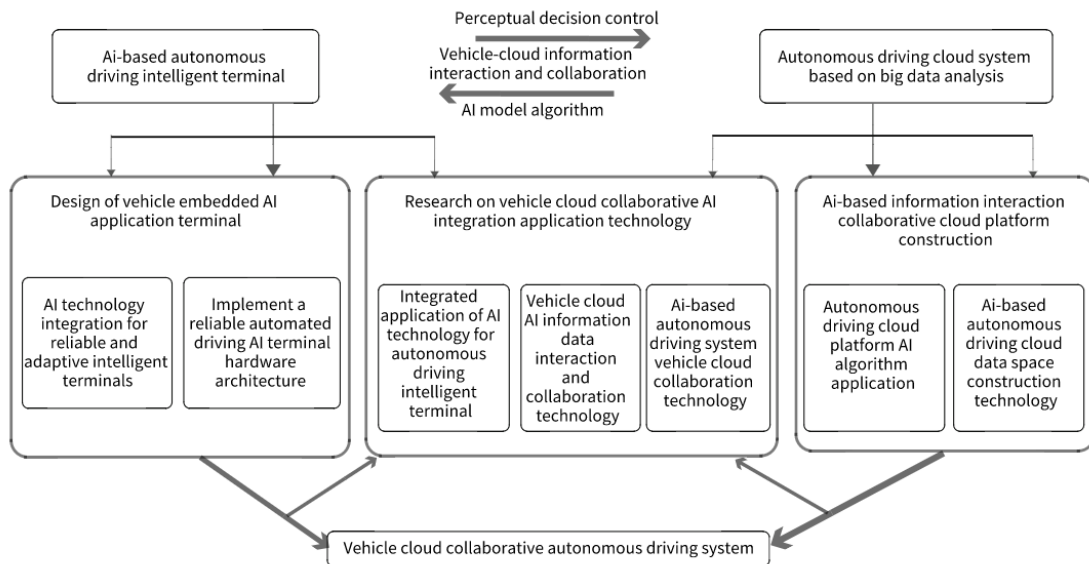 Perceptual decision control
Ai-based autonomous
driving intelligent terminal
Vehicle-cloud information
interaction and collaboration
AI model algorithm
Autonomous driving cloud system
based on big data analysis
Design of vehicle embedded AI
application terminal
AI technology
integration for
reliable and
adaptive intelligent
terminals
Implement a
reliable automated
driving AI terminal
hardware
architecture
Research on vehicle cloud collaborative AI
integration application technology
Integrated
application of AI
technology for
autonomous
driving
intelligent
terminal
Vehicle cloud
AI information
data
interaction
and
collaboration
technology
Ai-based
autonomous
driving system
vehicle cloud
collaboration
technology
Ai-based information interaction
collaborative cloud platform
construction
Autonomous
driving cloud
platform AI
algorithm
application
Ai-based
autonomous
driving cloud
data space
construction
technology
Vehicle cloud collaborative autonomous driving system